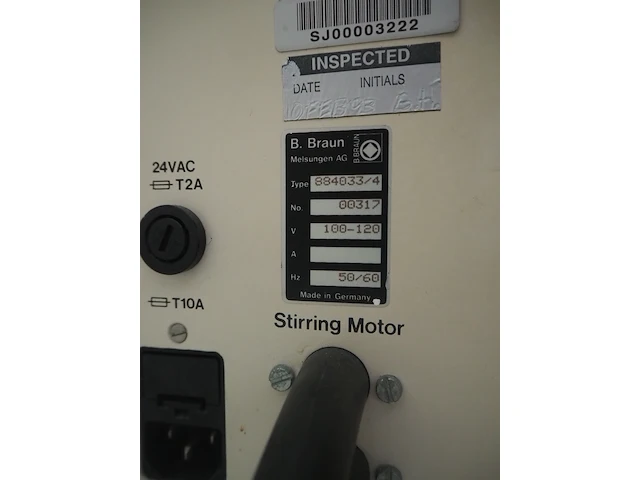 SJ00003222
INSPECTED
DATE INITIALS
B. Braun
Melsungen AG
B.BRAUN
Type 884033/4
No. 00317
V 100-120
A
Hz 50/60
Made in Germany
24VAC
T2A
T10A
Stirring Motor